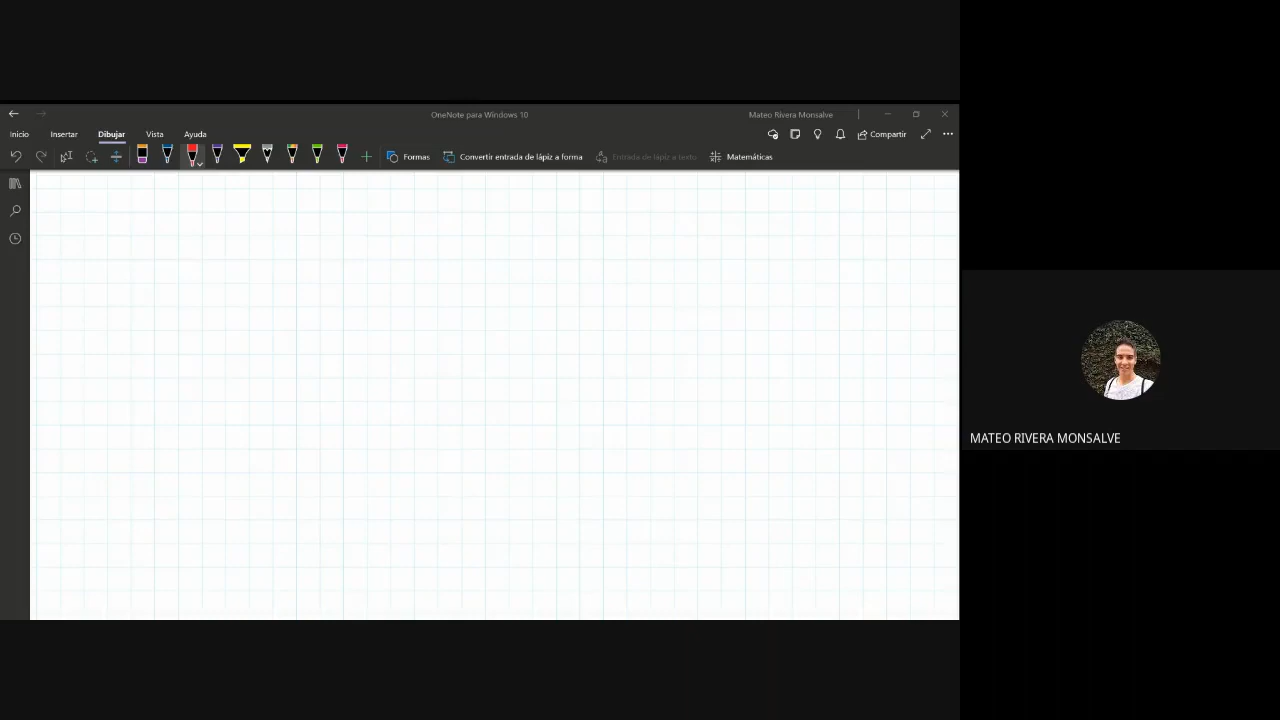 OneNote para Windows 10
Mateo Rivera Monsalve
Inicio
Insertar
Dibujar
Vista
Ayuda
Compartir
Formas
Convertir entrada de lápiz a forma
Entrada de lápiz a texto
Matemáticas
MATEO RIVERA MONSALVE